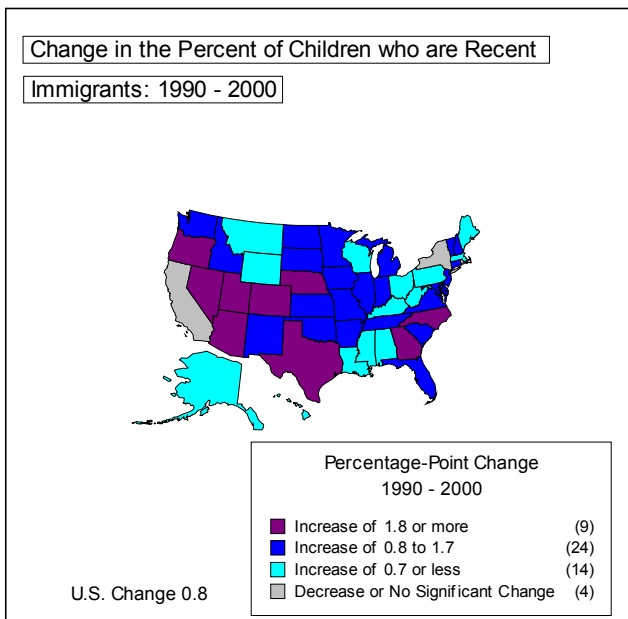 Change in the Percent of Children who are Recent
Immigrants: 1990 - 2000
Percentage-Point Change
1990 - 2000
Increase of 1.8 or more (9)
Increase of 0.8 to 1.7 (24)
Increase of 0.7 or less (14)
Decrease or No Significant Change (4)
U.S. Change 0.8